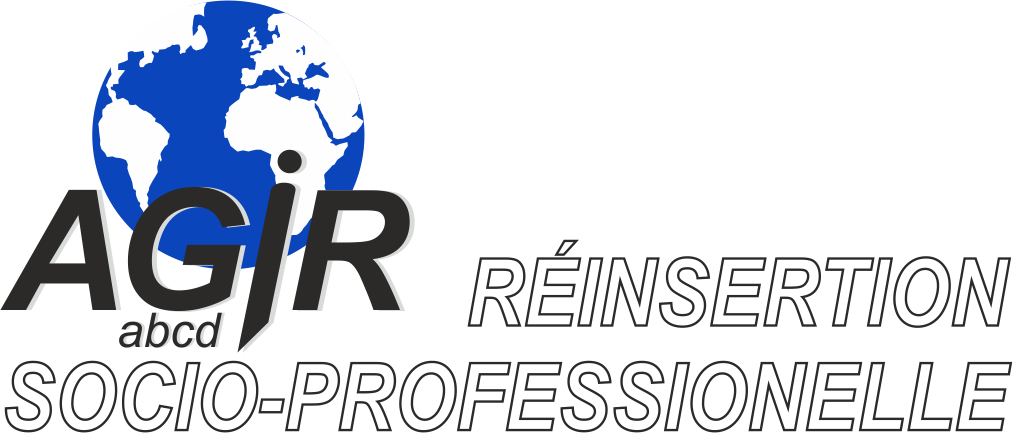 AGiR
abcd
RÉINSERTION
SOCIO-PROFESSIONELLE